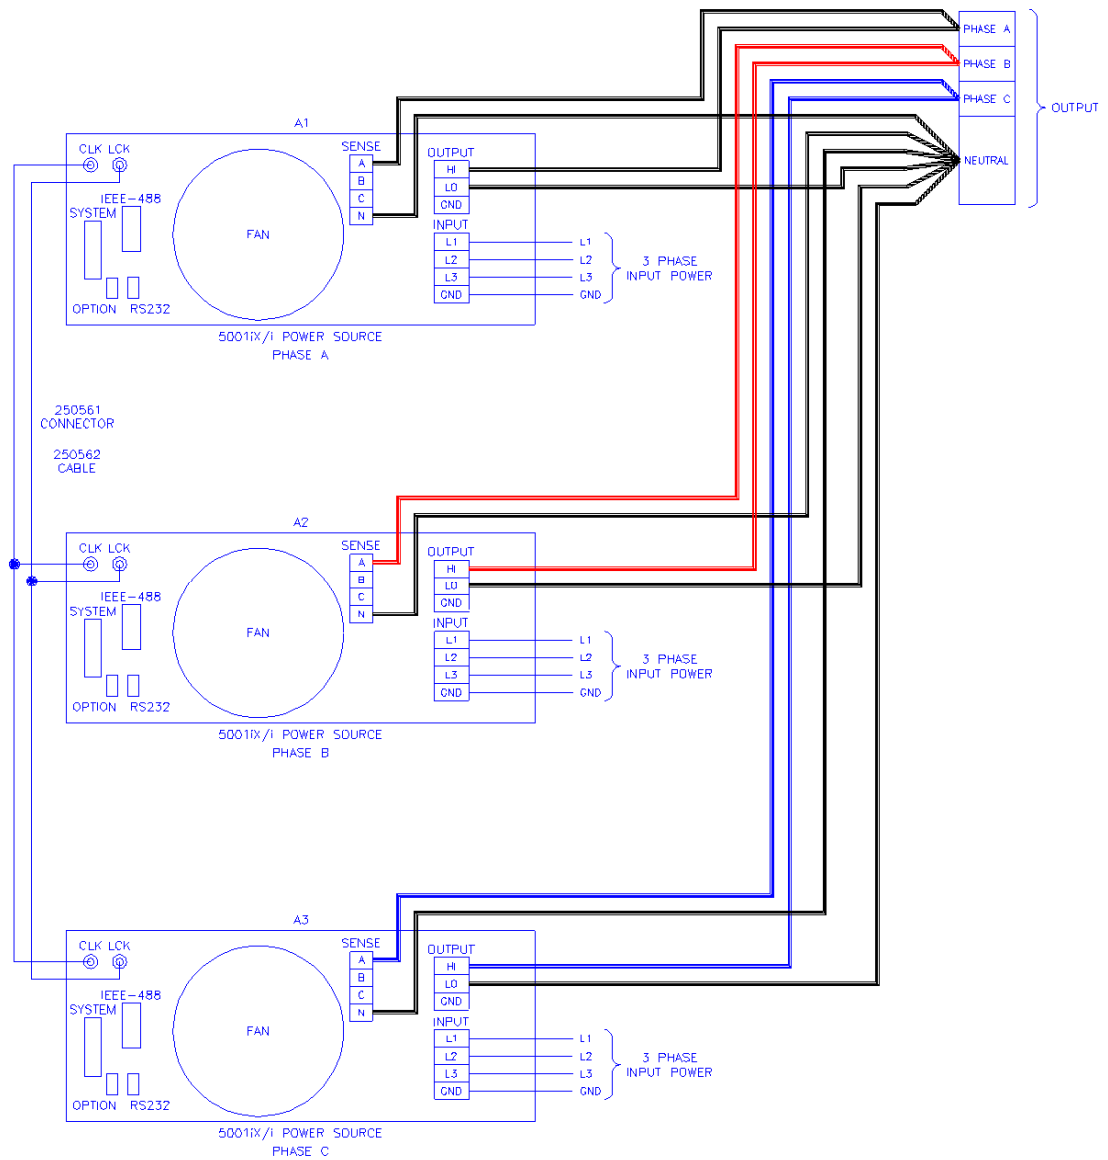 PHASE A
PHASE B
PHASE C
OUTPUT
NEUTRAL
A1
CLK LCK
SENSE
A
B
C
N
OUTPUT
HI
LO
GND
IEEE-488
SYSTEM
FAN
INPUT
L1 L1
L2 L2
L3 L3
GND GND
3 PHASE
INPUT POWER
OPTION RS232
5001iX/i POWER SOURCE
PHASE A
250561
CONNECTOR
250562
CABLE
A2
CLK LCK
SENSE
A
B
C
N
OUTPUT
HI
LO
GND
IEEE-488
SYSTEM
FAN
INPUT
L1 L1
L2 L2
L3 L3
GND GND
3 PHASE
INPUT POWER
OPTION RS232
5001iX/i POWER SOURCE
PHASE B
A3
CLK LCK
SENSE
A
B
C
N
OUTPUT
HI
LO
GND
IEEE-488
SYSTEM
FAN
INPUT
L1 L1
L2 L2
L3 L3
GND GND
3 PHASE
INPUT POWER
OPTION RS232
5001iX/i POWER SOURCE
PHASE C